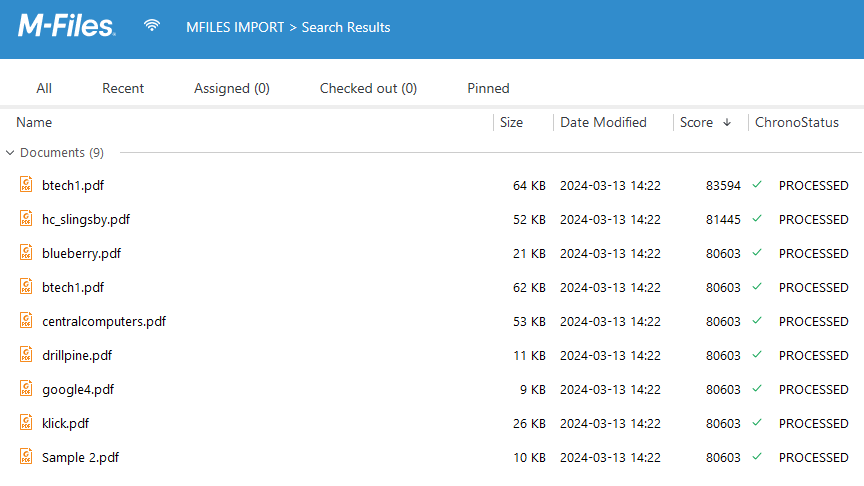 M-Files. MFILES IMPORT > Search Results
All Recent Assigned (0) Checked out (0) Pinned
Name Size Date Modified Score ChronoStatus
Documents (9)
btech1.pdf 64 KB 2024-03-13 14:22 83594 PROCESSED
hc_slingsby.pdf 52 KB 2024-03-13 14:22 81445 PROCESSED
blueberry.pdf 21 KB 2024-03-13 14:22 80603 PROCESSED
btech1.pdf 62 KB 2024-03-13 14:22 80603 PROCESSED
centralcomputers.pdf 53 KB 2024-03-13 14:22 80603 PROCESSED
drillpine.pdf 11 KB 2024-03-13 14:22 80603 PROCESSED
google4.pdf 9 KB 2024-03-13 14:22 80603 PROCESSED
klick.pdf 26 KB 2024-03-13 14:22 80603 PROCESSED
Sample 2.pdf 10 KB 2024-03-13 14:22 80603 PROCESSED